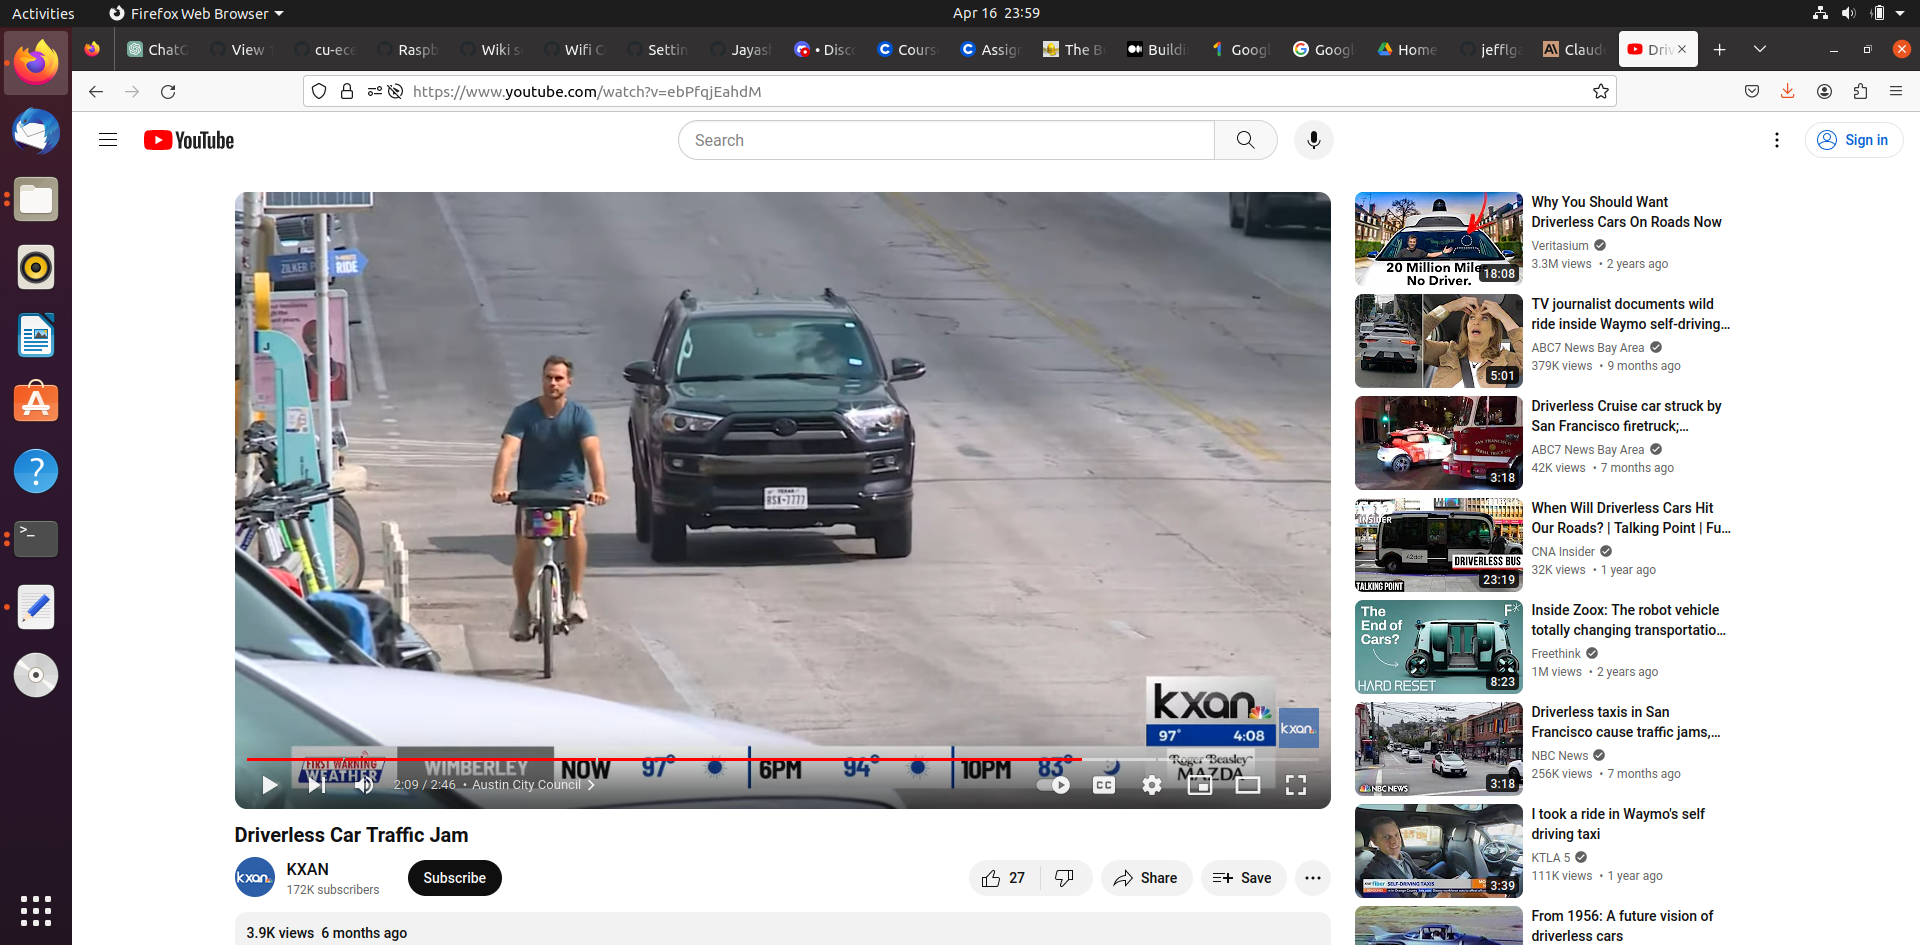 Activities
Firefox Web Browser
Apr 16 23:59
ChatG
View
cu-ece
Raspb
Wiki s
Wifi C
Settin
Jayash
• Disc
Cours
Assign
The B
Buildi
Googl
Googl
Home
jefflga
Claud
Driv
https://www.youtube.com/watch?v=ebPfqjEahdM
YouTube
Search
Sign in
ZILKER
RIDE
TEXAS
RSX-7777
kxan
97° 4:08
kxan
FIRST WARNING
WEATHER
WIMBERLEY
NOW 97°
6PM 94°
10PM 83°
Roger Beasley
MAZDA
2:09 / 2:46 • Austin City Council
CC
Driverless Car Traffic Jam
kxan
KXAN
172K subscribers
Subscribe
27
Share
Save
3.9K views 6 months ago
20 Million Mile
No Driver.
18:08
Why You Should Want
Driverless Cars On Roads Now
Veritasium
3.3M views • 2 years ago
5:01
TV journalist documents wild
ride inside Waymo self-driving...
ABC7 News Bay Area
379K views • 9 months ago
3:18
Driverless Cruise car struck by
San Francisco firetruck;...
ABC7 News Bay Area
42K views • 7 months ago
INSIDER
DRIVERLESS BUS
TALKING POINT
23:19
When Will Driverless Cars Hit
Our Roads? | Talking Point | Fu...
CNA Insider
32K views • 1 year ago
The
End of
Cars?
F*
HARD RESET
8:23
Inside Zoox: The robot vehicle
totally changing transportatio...
Freethink
1M views • 2 years ago
NBC NEWS
3:18
Driverless taxis in San
Francisco cause traffic jams,...
NBC News
256K views • 7 months ago
SELF-DRIVING TAXIS
3:39
I took a ride in Waymo's self
driving taxi
KTLA 5
111K views • 1 year ago
From 1956: A future vision of
driverless cars